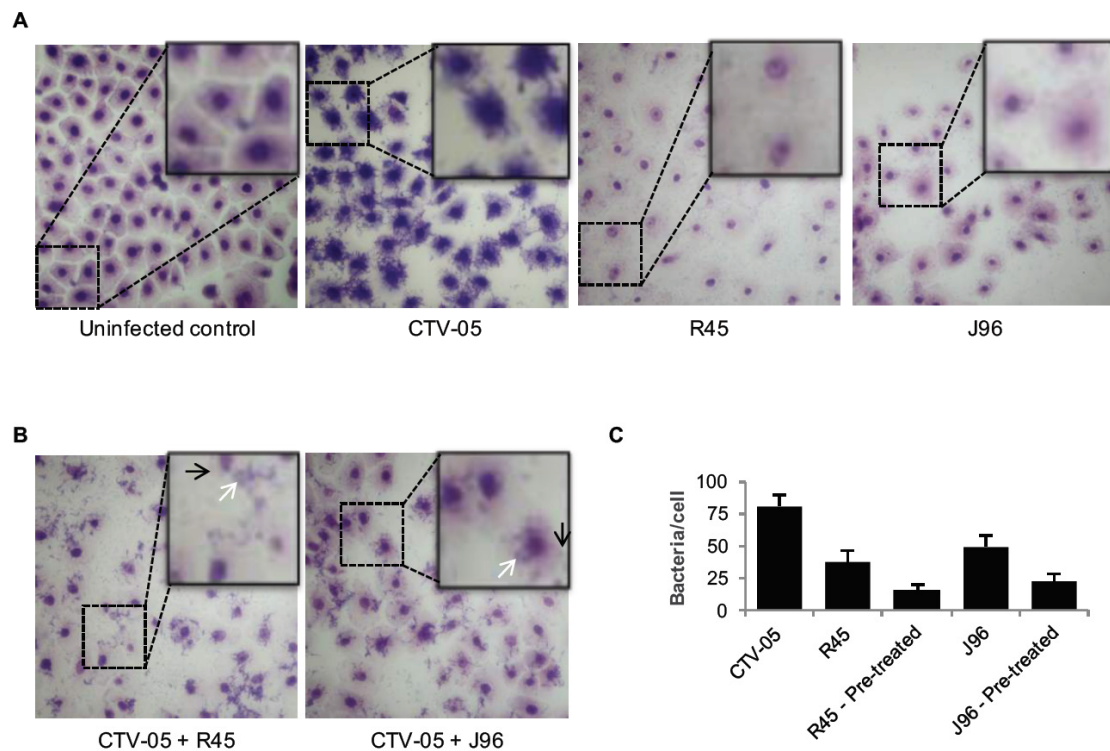 A
Uninfected control
CTV-05
R45
J96
B
CTV-05 + R45
CTV-05 + J96
C
Bacteria/cell
100
75
50
25
0
CTV-05
R45
R45 - Pre-treated
J96
J96 - Pre-treated